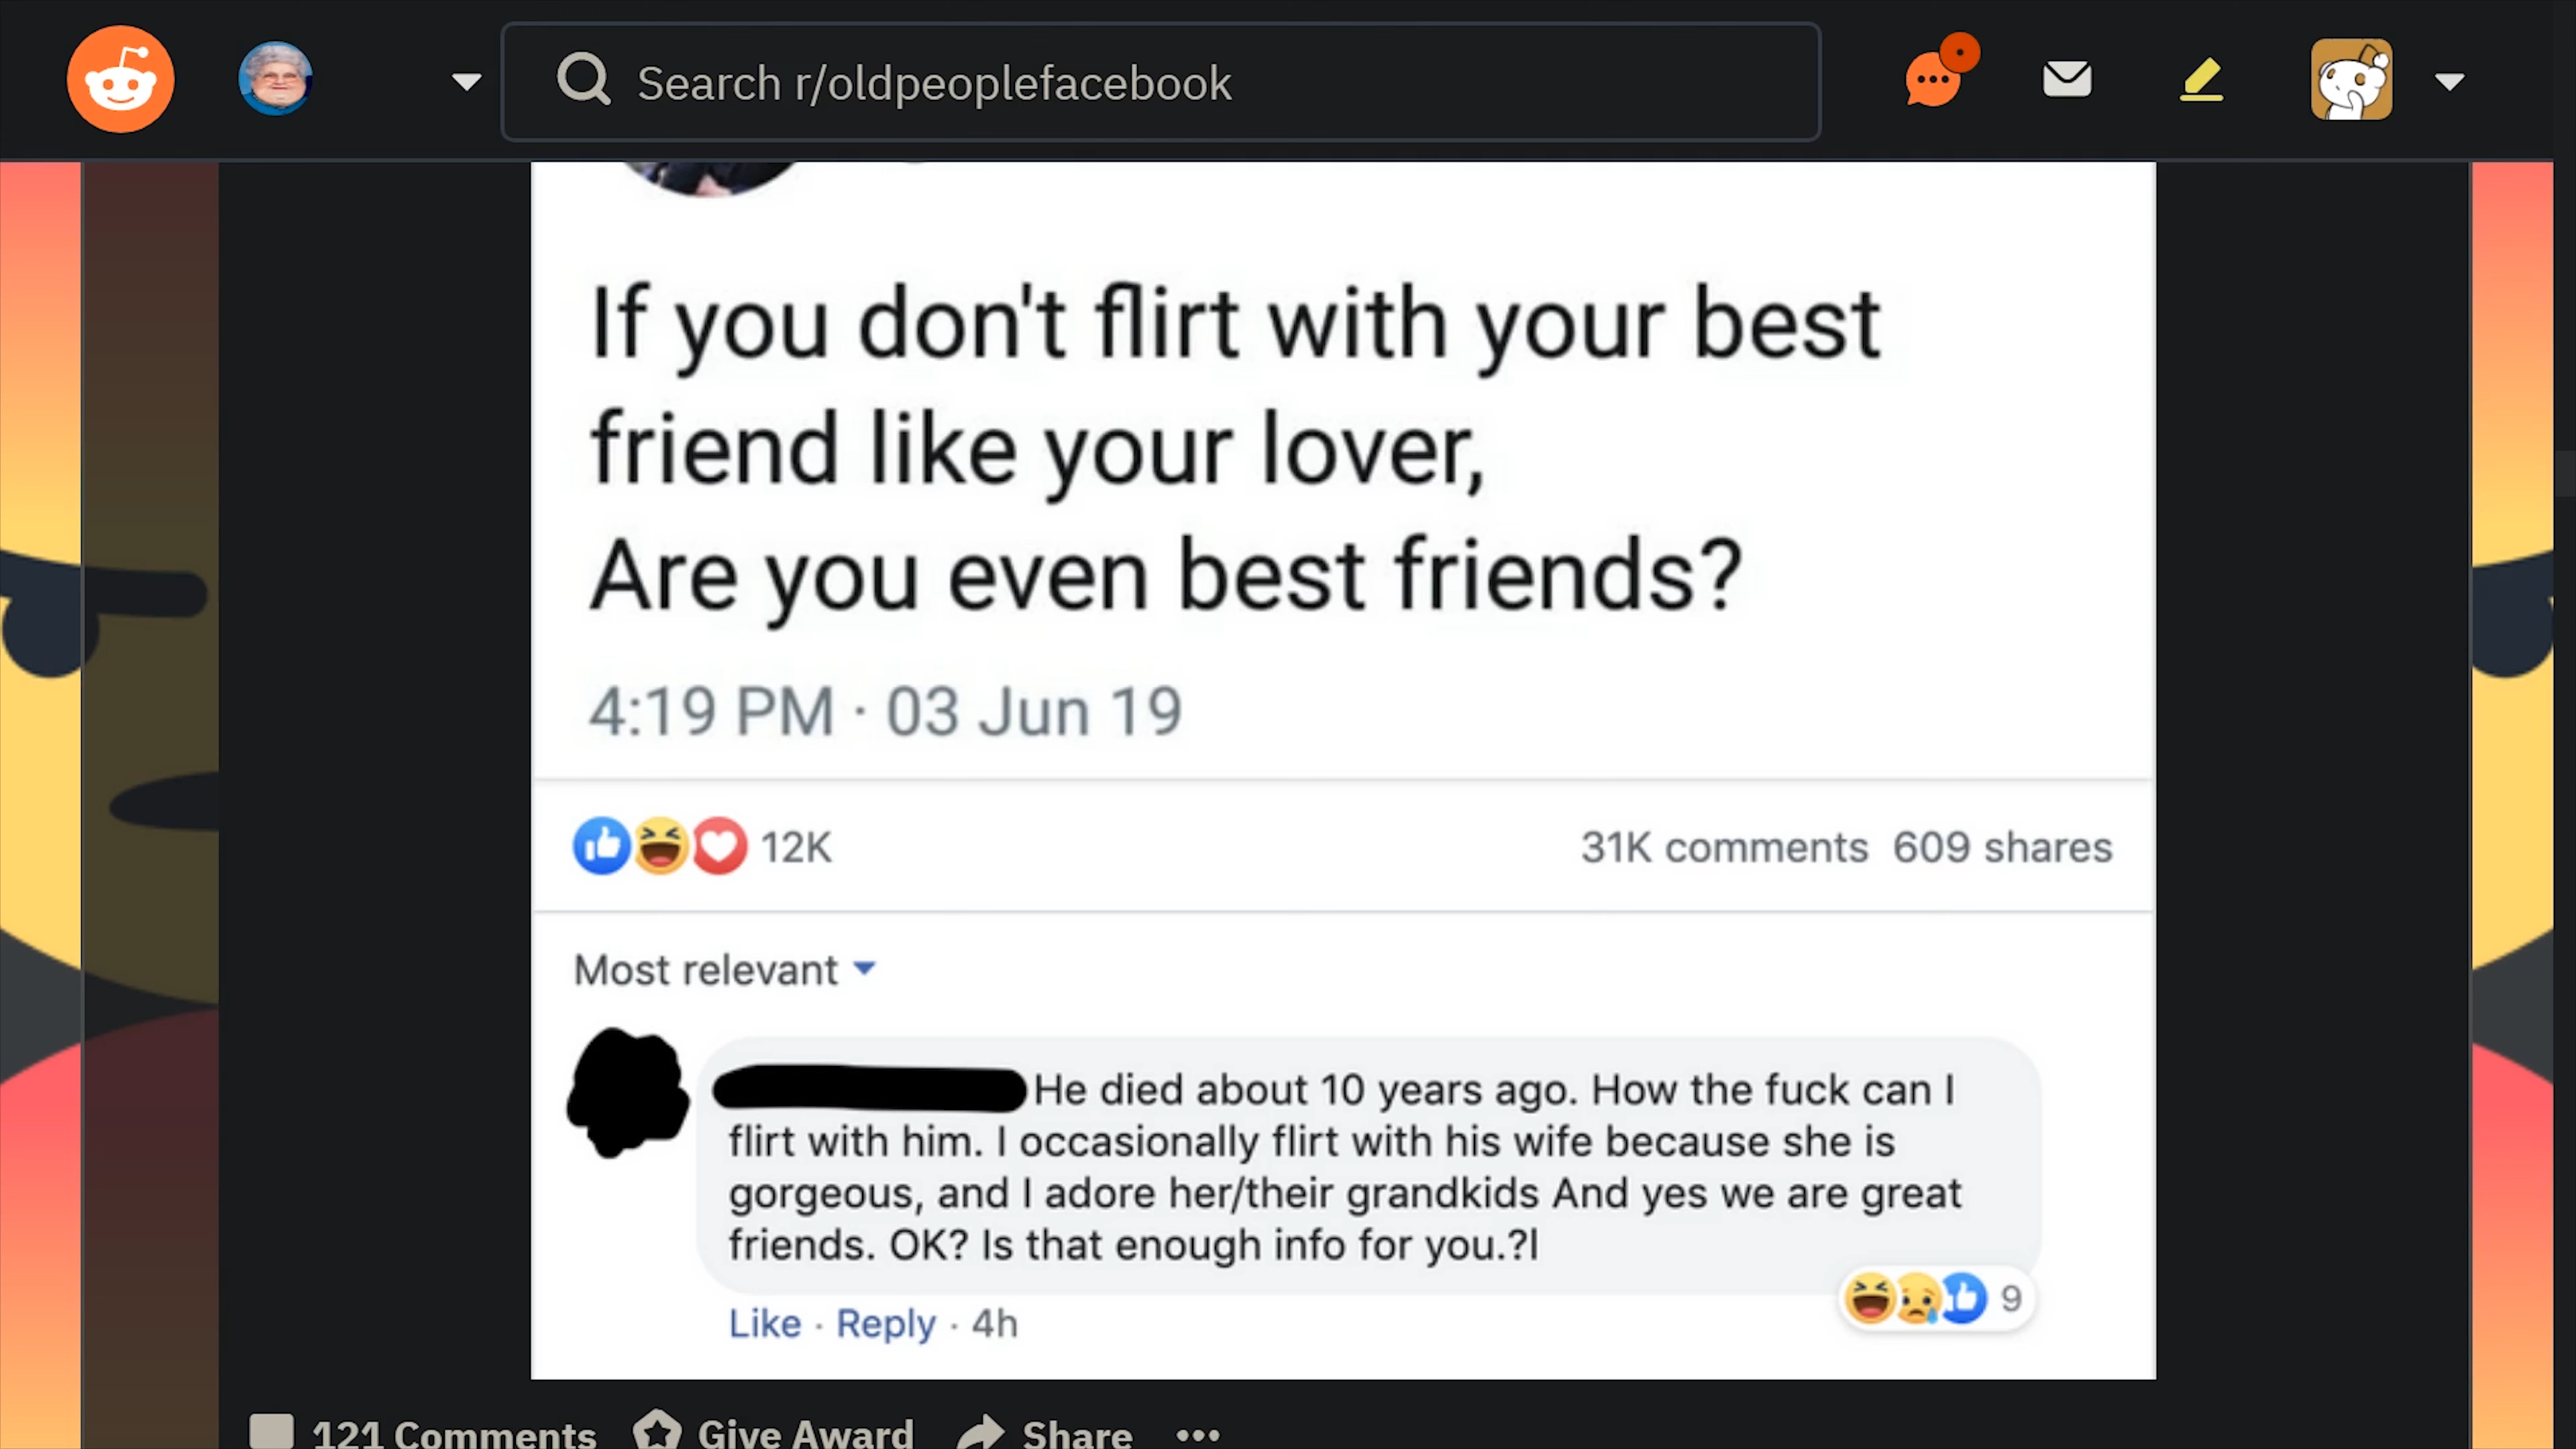 Search r/oldpeoplefacebook
If you don't flirt with your best
friend like your lover,
Are you even best friends?
4:19 PM · 03 Jun 19
12K 31K comments 609 shares
Most relevant
He died about 10 years ago. How the fuck can I
flirt with him. I occasionally flirt with his wife because she is
gorgeous, and I adore her/their grandkids And yes we are great
friends. OK? Is that enough info for you.?I
Like · Reply · 4h 9
121 Comments Give Award Share